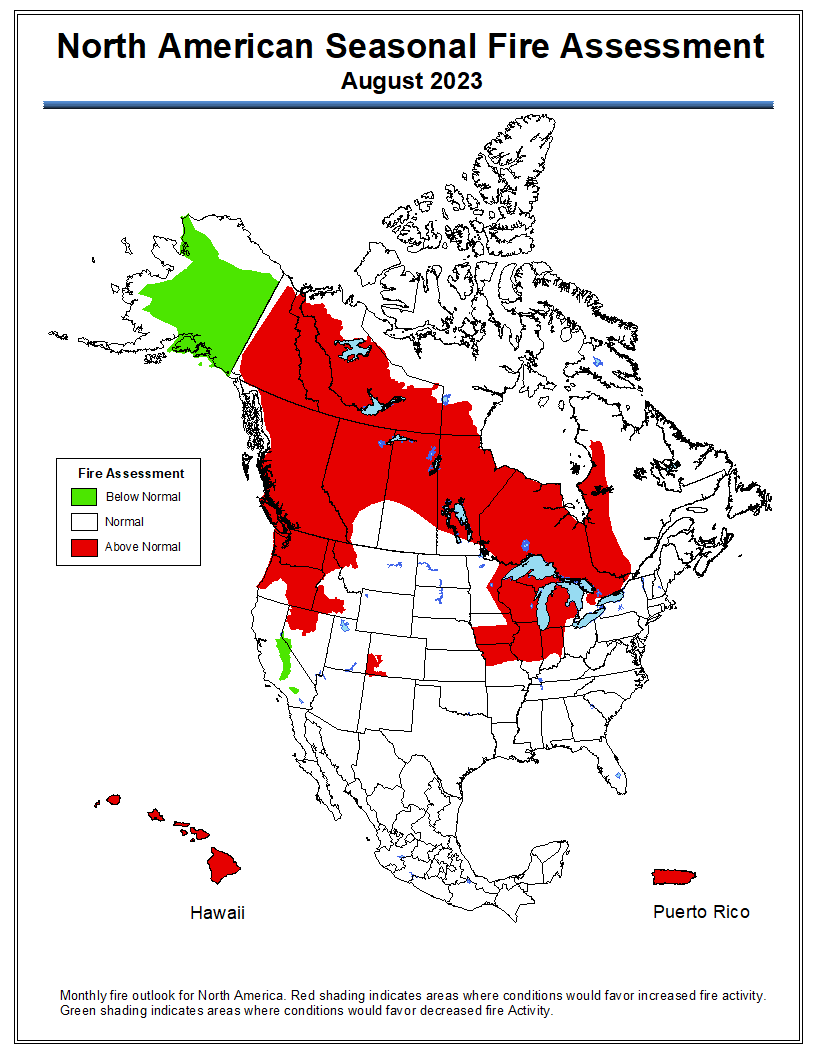 North American Seasonal Fire Assessment
August 2023
Fire Assessment
Below Normal
Normal
Above Normal
Hawaii
Puerto Rico
Monthly fire outlook for North America. Red shading indicates areas where conditions would favor increased fire activity.
Green shading indicates areas where conditions would favor decreased fire Activity.